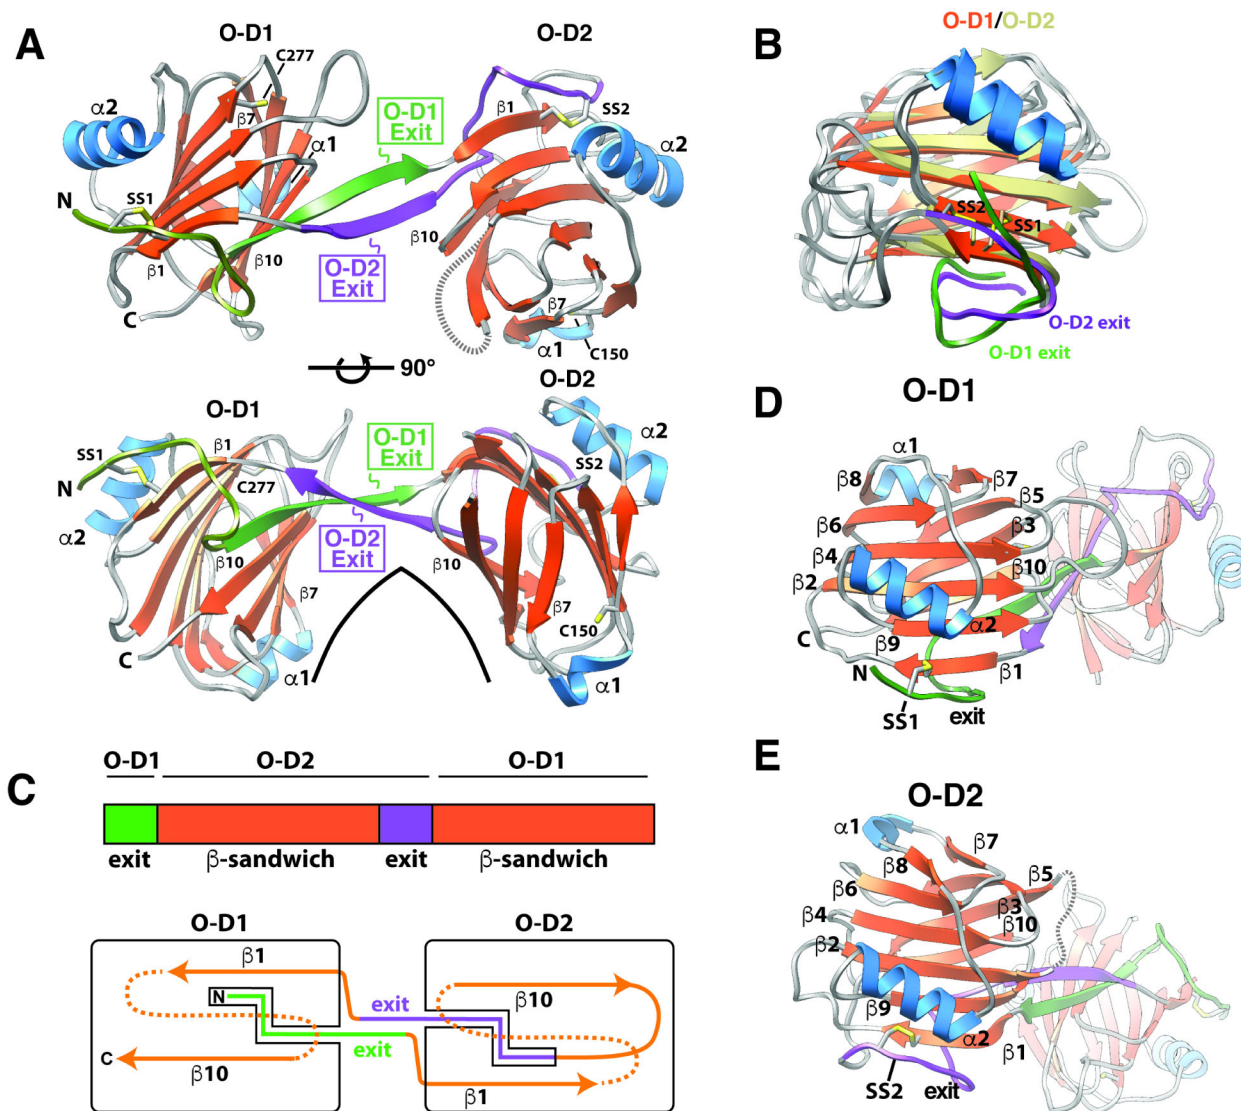 A
O-D1
O-D2
C277
α2
β7
α1
O-D1
Exit
β1
SS2
α2
N
SS1
β1
β10
C
O-D2
Exit
β10
β7
α1
C150
90°
O-D1
O-D2
SS1
β1
N
C277
α2
β10
O-D1
Exit
O-D2
Exit
SS2
α2
β10
β7
C150
β7
C
α1
α1
B
O-D1/O-D2
SS2
SS1
O-D2 exit
O-D1 exit
C
O-D1
O-D2
O-D1
exit
β-sandwich
exit
β-sandwich
O-D1
O-D2
β1
N
exit
β10
exit
C
β10
β1
D
O-D1
α1
β8
β7
β5
β6
β3
β4
β10
β2
α2
C
β9
N
β1
SS1
exit
E
O-D2
α1
β7
β8
β5
β6
β3
β4
β10
β2
β9
α2
β1
SS2
exit